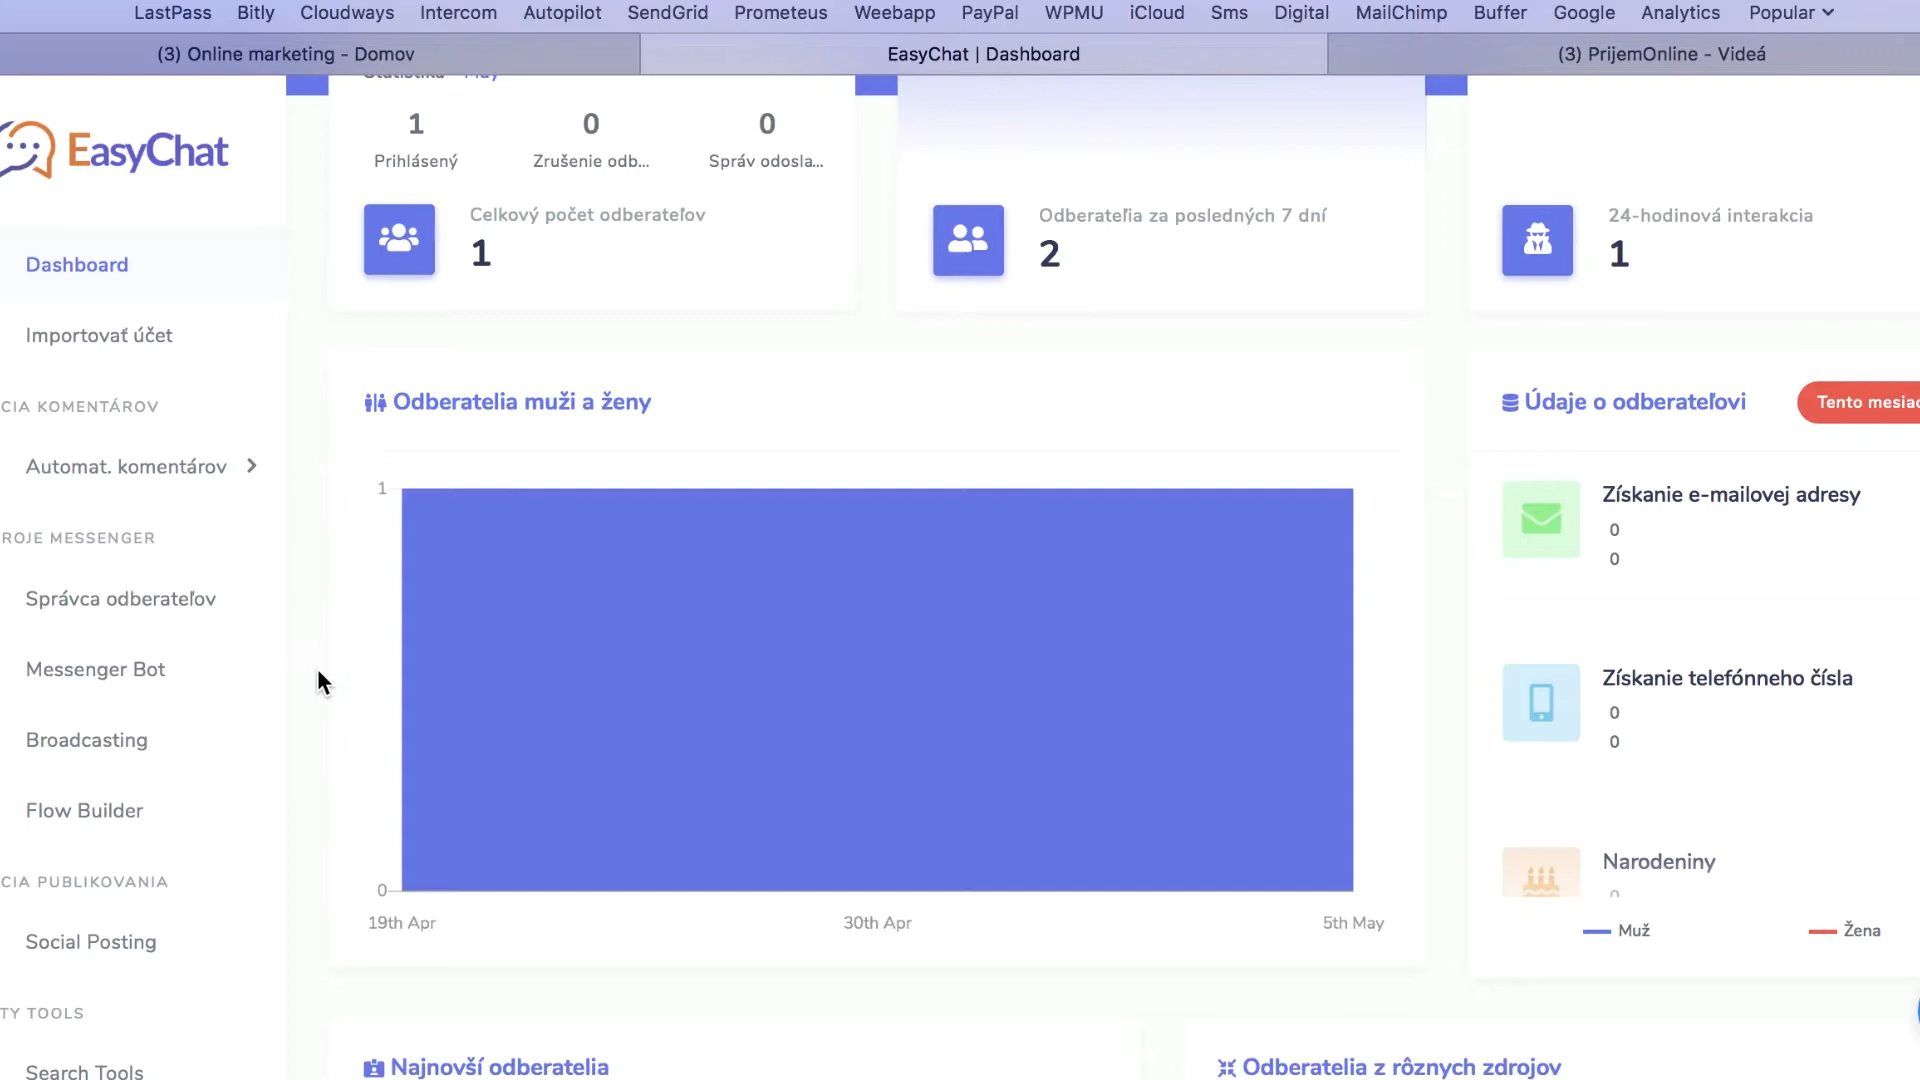 LastPass Bitly Cloudways Intercom Autopilot SendGrid Prometeus Weebapp PayPal WPMU iCloud Sms Digital MailChimp Buffer Google Analytics Popular
(3) Online marketing - Domov
EasyChat | Dashboard
(3) PrijemOnline - Videá
Statistika May
EasyChat
1
Prihlásený
0
Zrušenie odb...
0
Správ odosla...
Celkový počet odberateľov
1
Odberatelia za posledných 7 dní
2
24-hodinová interakcia
1
Dashboard
Importovať účet
CIA KOMENTÁROV
Automat. komentárov
ROJE MESSENGER
Správca odberateľov
Messenger Bot
Broadcasting
Flow Builder
CIA PUBLIKOVANIA
Social Posting
TY TOOLS
Search Tools
Odberatelia muži a ženy
1
0
19th Apr
30th Apr
5th May
Údaje o odberateľovi
Tento mesiac
Získanie e-mailovej adresy
0
0
Získanie telefónneho čísla
0
0
Narodeniny
0
Muž
Žena
Najnovší odberatelia
Odberatelia z rôznych zdrojov